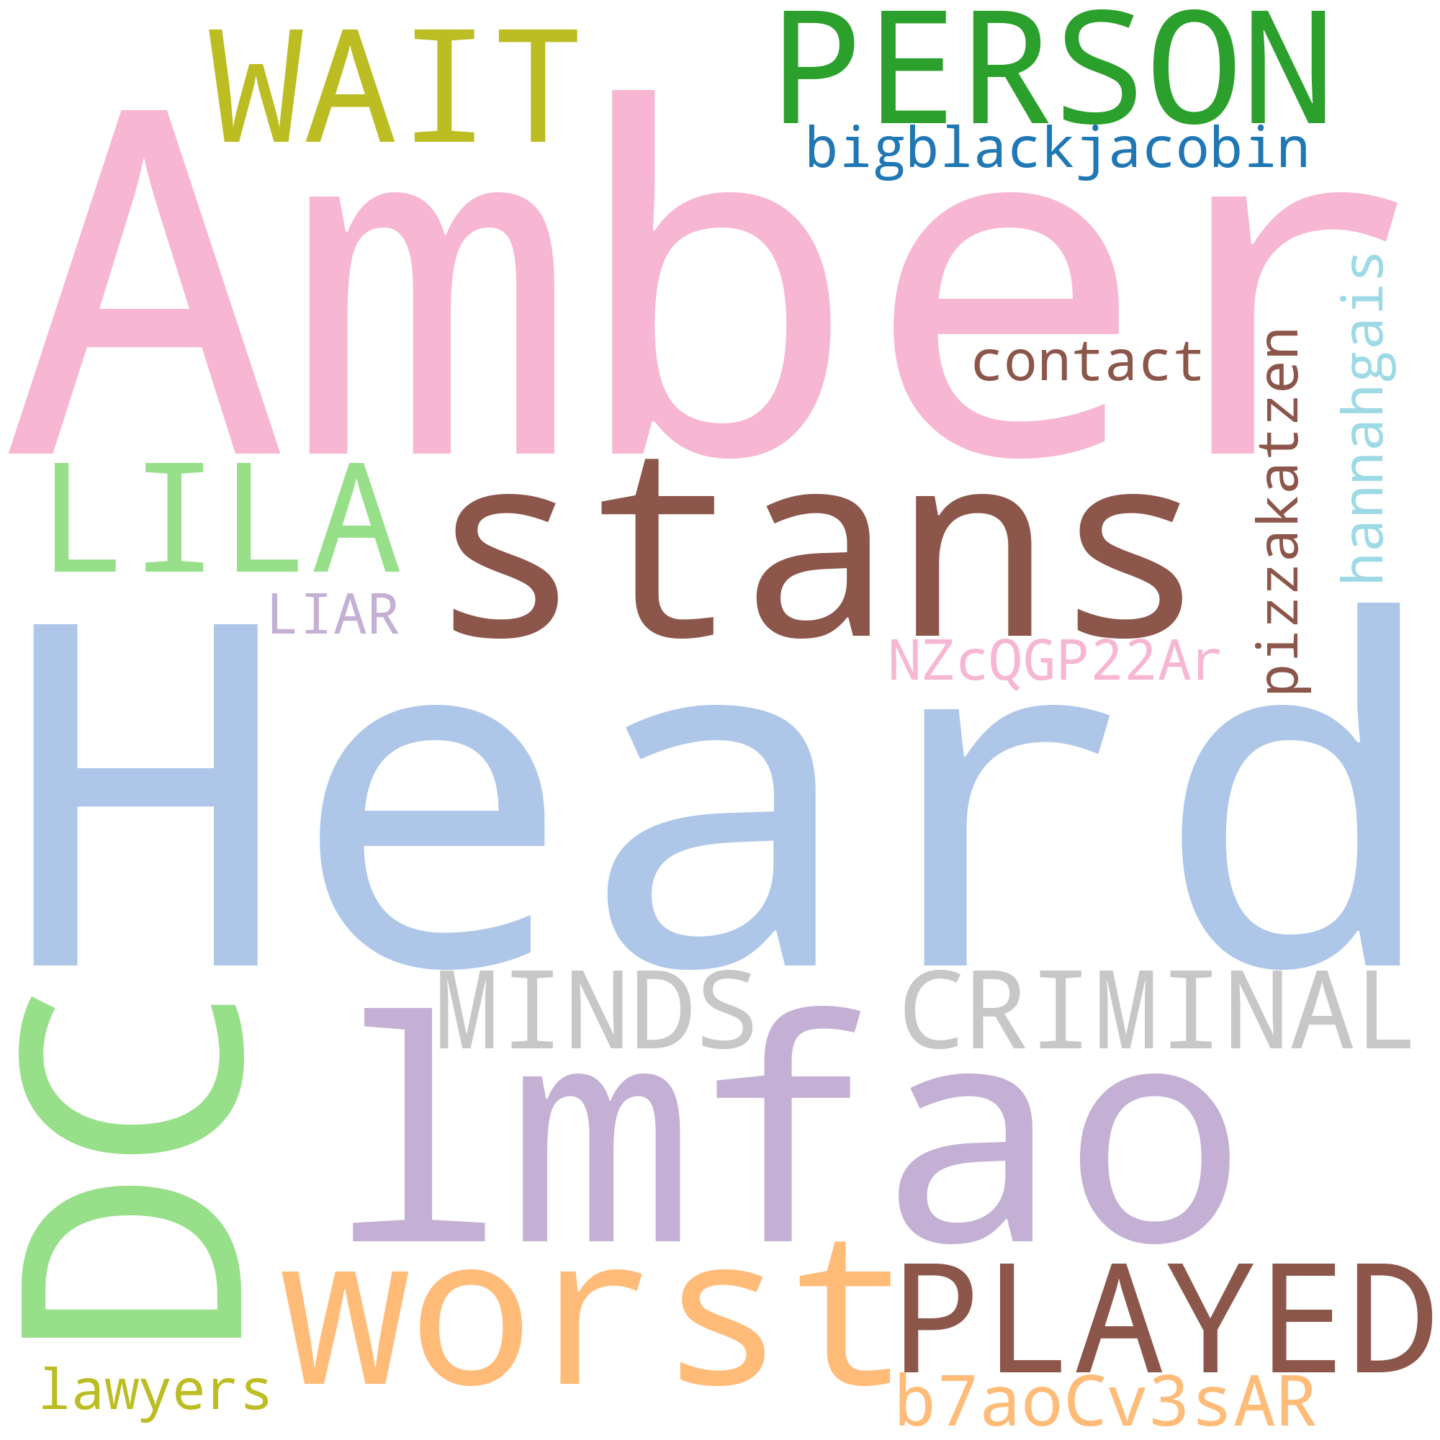 WAIT
PERSON
bigblackjacobin
Amber
contact
hannahgais
pizzakatzen
LILA
stans
LIAR
NZcQGP22Ar
Heard
MINDS
CRIMINAL
DC
lmfao
worst
PLAYED
lawyers
b7aoCv3sAR